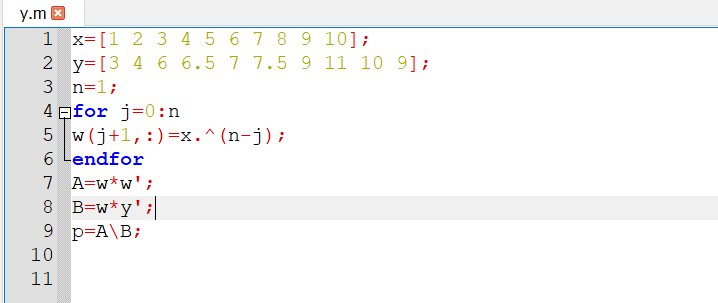 y.m
1 x=[1 2 3 4 5 6 7 8 9 10];
2 y=[3 4 6 6.5 7 7.5 9 11 10 9];
3 n=1;
4 for j=0:n
5 w(j+1,:)=x.^(n-j);
6 endfor
7 A=w*w';
8 B=w*y';
9 p=A\B;
10
11